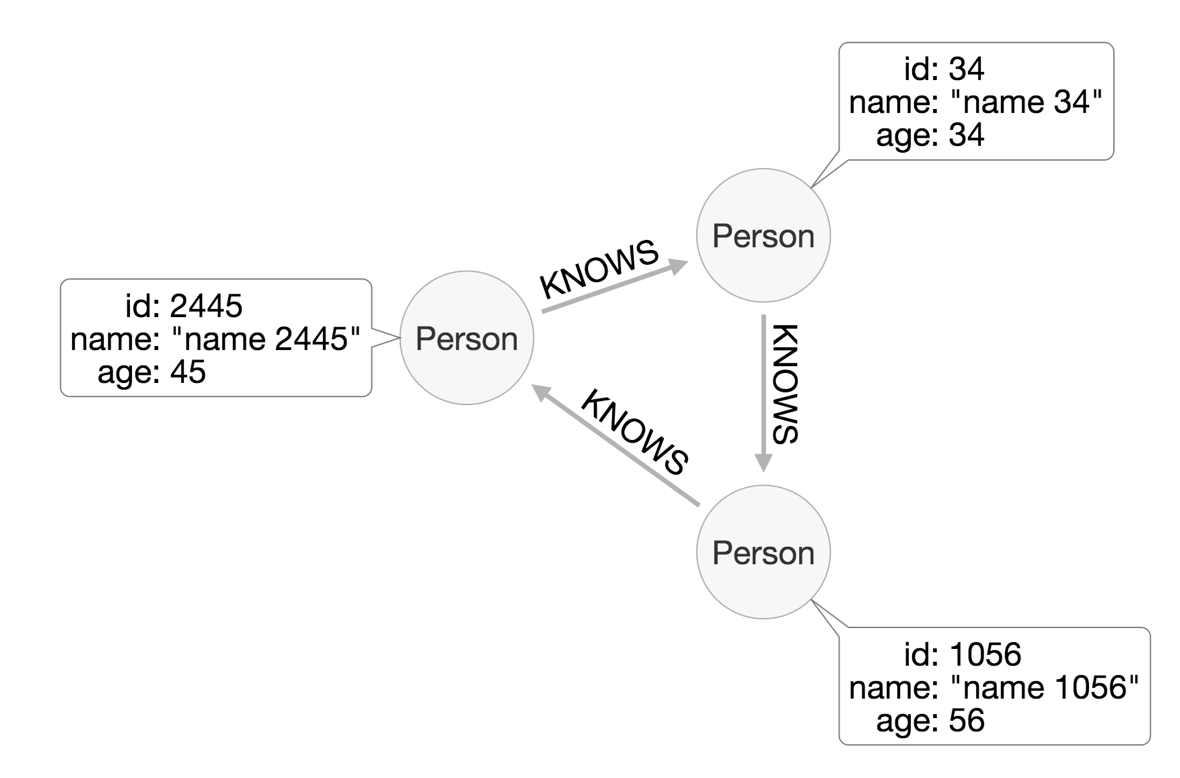 id: 34
name: "name 34"
age: 34
Person
KNOWS
id: 2445
name: "name 2445"
age: 45
Person
KNOWS
KNOWS
Person
id: 1056
name: "name 1056"
age: 56